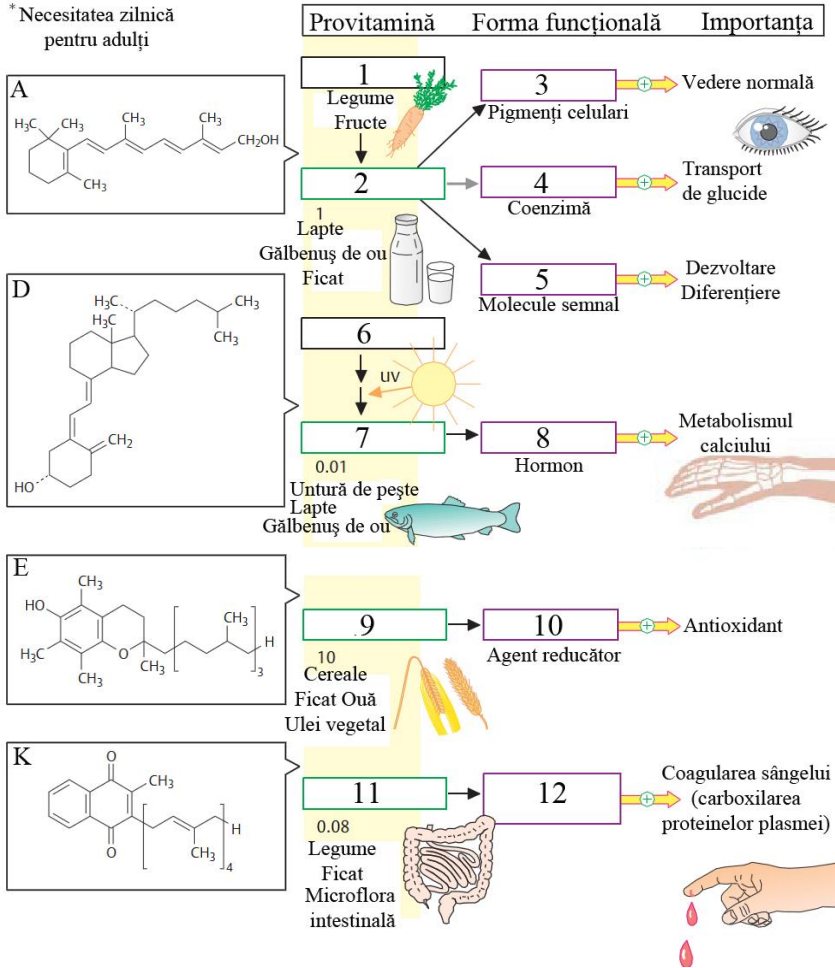 * Necesitatea zilnică
pentru adulți
Provitamină Forma funcțională Importanța
A
H₃C CH₃ CH₃ CH₃
CH₂OH
CH₃
1
Legume
Fructe
3
Pigmenți celulari
Vedere normală
2
1
Lapte
Gălbenuş de ou
Ficat
4
Coenzimă
Transport
de glucide
5
Molecule semnal
Dezvoltare
Diferențiere
D
H₃C
CH₃
H₃C
CH₃
CH₂
HO
6
uv
7
0.01
Untură de peşte
Lapte
Gălbenuş de ou
8
Hormon
Metabolismul
calciului
E
CH₃
HO
CH₃
H₃C
O
CH₃
CH₃
H
3
9
10
Cereale
Ficat Ouă
Ulei vegetal
10
Agent reducător
Antioxidant
K
O
CH₃
H
O
CH₃
4
11
0.08
Legume
Ficat
Microflora
intestinală
12
Coagularea sângelui
(carboxilarea
proteinelor plasmei)